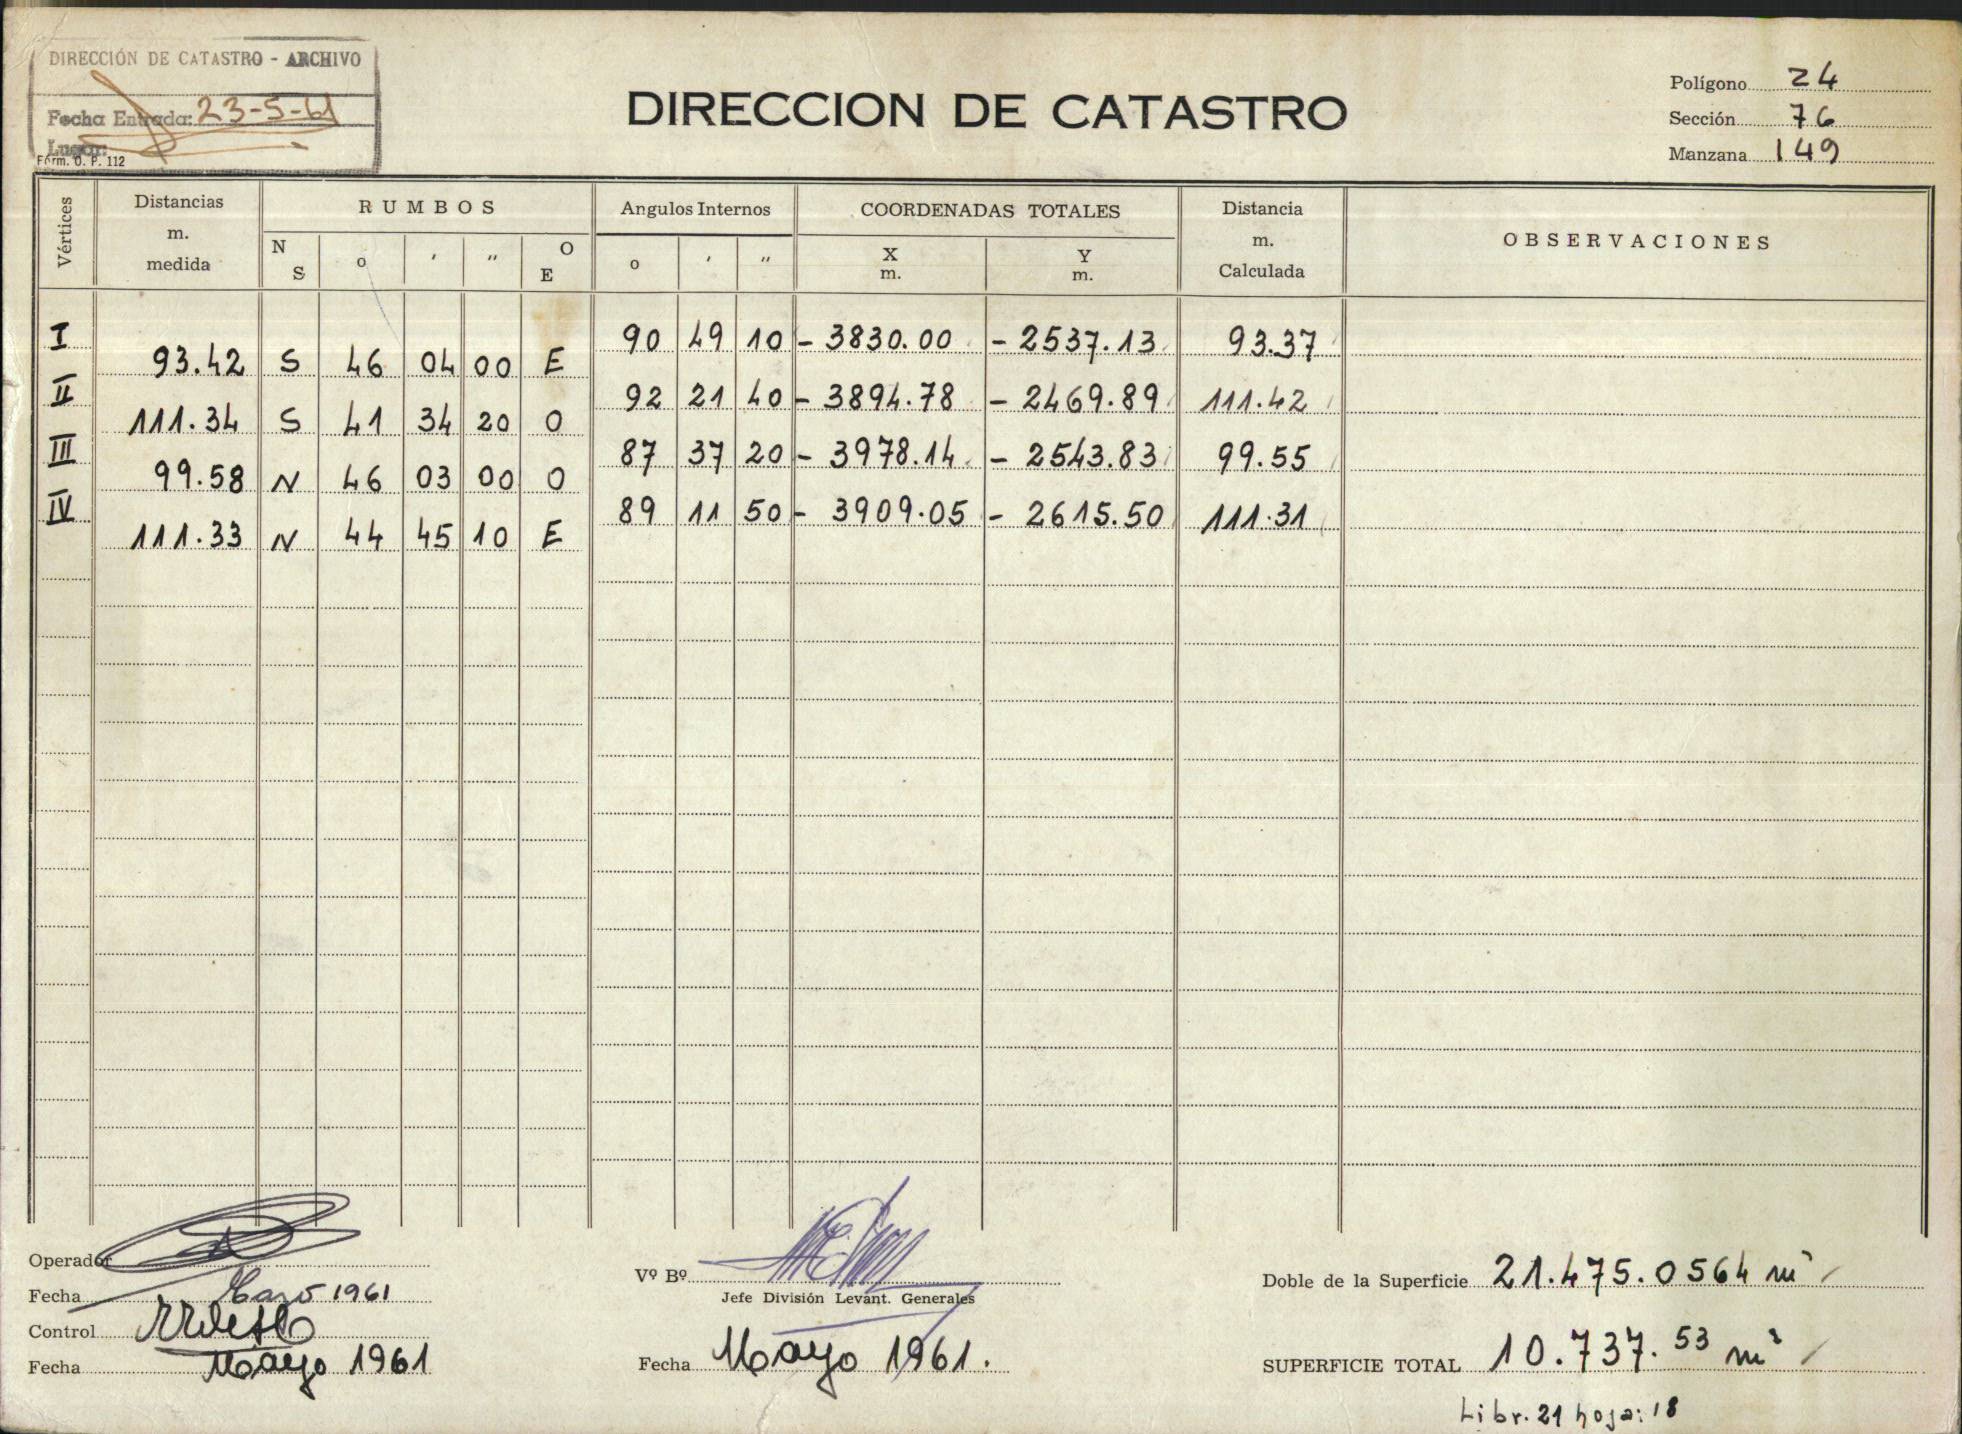 DIRECCIÓN DE CATASTRO - ARCHIVO
Fecha Entrada: 23-5-61
Lugar:
Fórm. O. P. 112
DIRECCION DE CATASTRO
Polígono 24
Sección 76
Manzana 149
Vértices Distancias m. medida RUMBOS Angulos Internos COORDENADAS TOTALES Distancia m. Calculada OBSERVACIONES
N S o ′ ″ O E o ′ ″ X m. Y m.
I 90 49 10 - 3830.00 - 2537.13 93.37
93.42 S 46 04 00 E
II 92 21 40 - 3894.78 - 2469.89 111.42
111.34 S 41 34 20 O
III 87 37 20 - 3978.14 - 2543.83 99.55
99.58 N 46 03 00 O
IV 89 11 50 - 3909.05 - 2615.50 111.31
111.33 N 44 45 10 E
Operador
Fecha 1961
Control
Fecha Mayo 1961
Vº Bº
Jefe División Levant. Generales
Fecha Mayo 1961.
Doble de la Superficie 21.475.0564 m²
SUPERFICIE TOTAL 10.737.53 m²
Libr. 21 hoja: 18